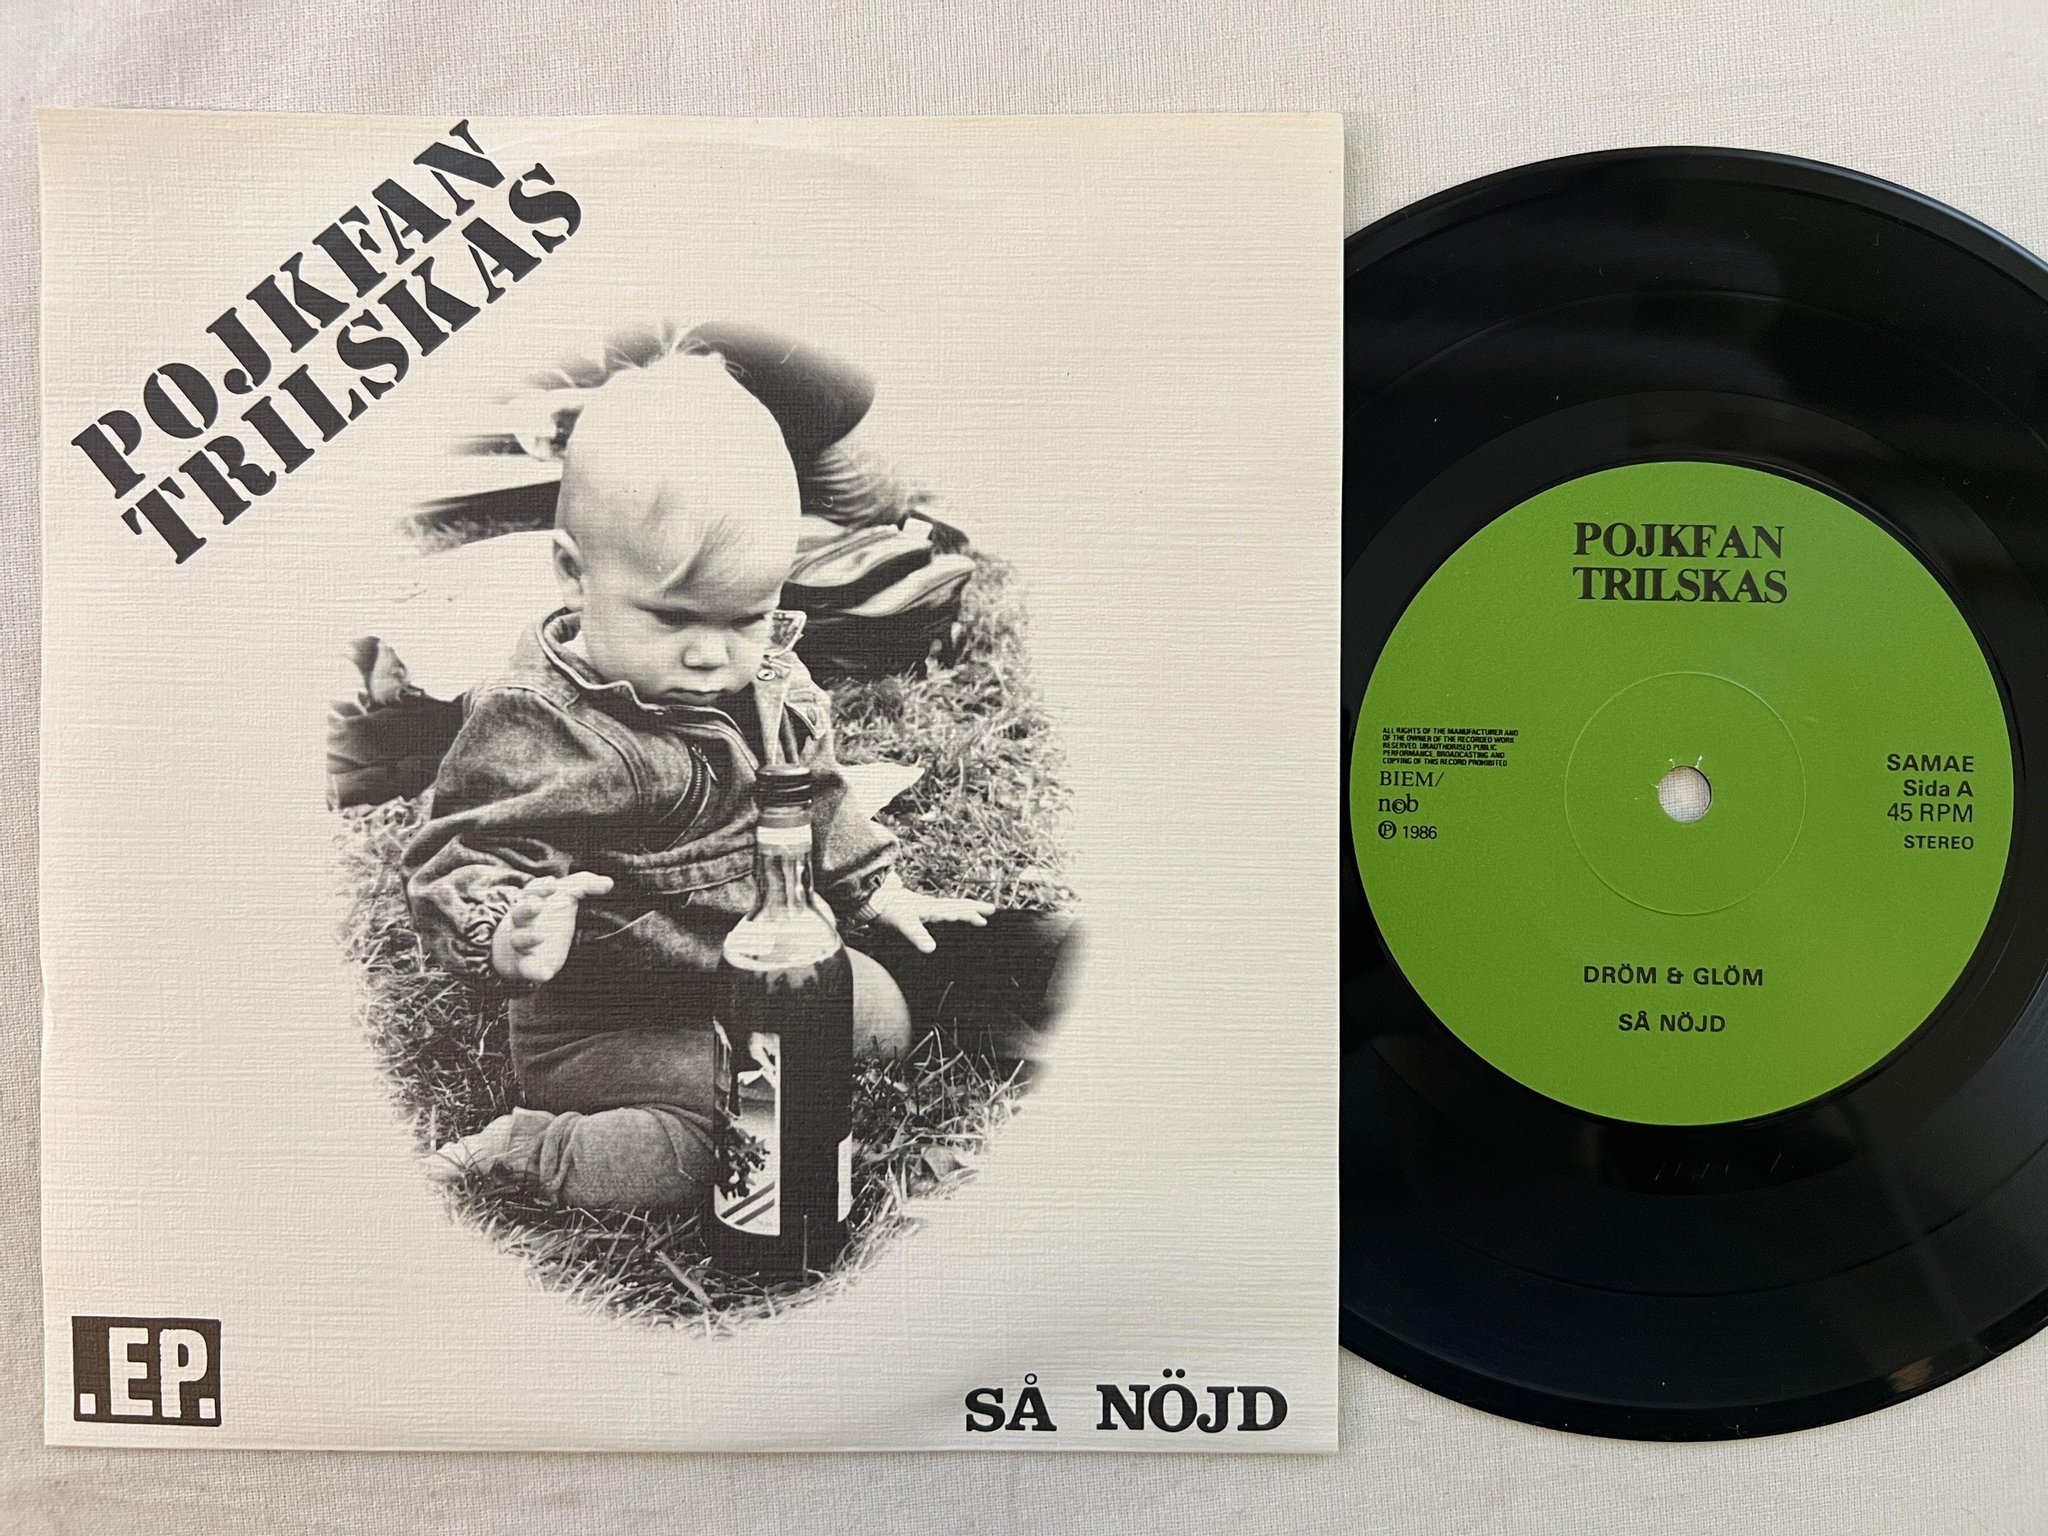 POJKFAN
TRILSKAS
.EP.
SÅ NÖJD
POJKFAN
TRILSKAS
ALL RIGHTS OF THE MANUFACTURER AND
OF THE OWNER OF THE RECORDED WORK
RESERVED. UNAUTHORISED PUBLIC
PERFORMANCE, BROADCASTING AND
COPYING OF THIS RECORD PROHIBITED
BIEM/
n©b
℗ 1986
SAMAE
Sida A
45 RPM
STEREO
DRÖM & GLÖM
SÅ NÖJD